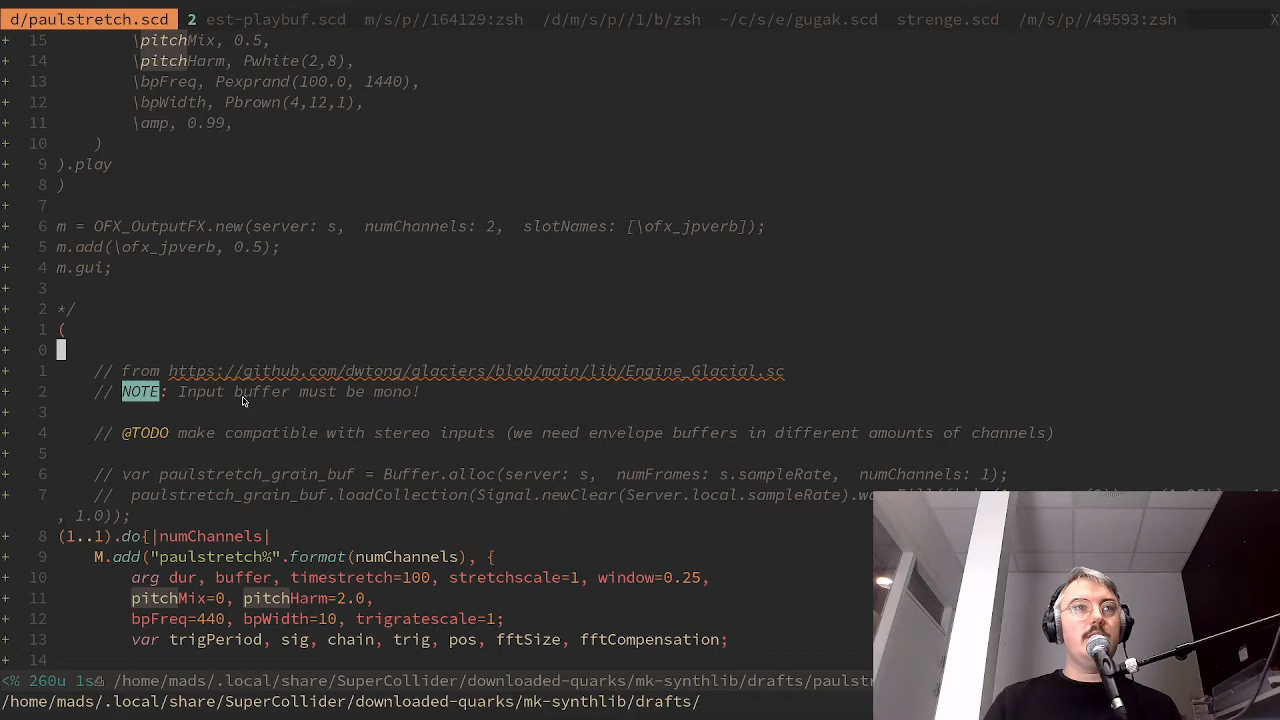 d/paulstretch.scd 2 est-playbuf.scd m/s/p//164129:zsh /d/m/s/p//1/b/zsh ~/c/s/e/gugak.scd strenge.scd /m/s/p//49593:zsh X
+ 15 \pitchMix, 0.5,
+ 14 \pitchHarm, Pwhite(2,8),
+ 13 \bpFreq, Pexprand(100.0, 1440),
+ 12 \bpWidth, Pbrown(4,12,1),
+ 11 \amp, 0.99,
+ 10 )
+ 9 ).play
+ 8 )
+ 7
+ 6 m = OFX_OutputFX.new(server: s, numChannels: 2, slotNames: [\ofx_jpverb]);
+ 5 m.add(\ofx_jpverb, 0.5);
+ 4 m.gui;
+ 3
+ 2 */
+ 1 (
+ 0
+ 1 // from https://github.com/dwtong/glaciers/blob/main/lib/Engine_Glacial.sc
+ 2 // NOTE: Input buffer must be mono!
+ 3
+ 4 // @TODO make compatible with stereo inputs (we need envelope buffers in different amounts of channels)
+ 5
+ 6 // var paulstretch_grain_buf = Buffer.alloc(server: s, numFrames: s.sampleRate, numChannels: 1);
+ 7 // paulstretch_grain_buf.loadCollection(Signal.newClear(Server.local.sampleRate).
, 1.0));
+ 8 (1..1).do{|numChannels|
+ 9 M.add("paulstretch%".format(numChannels), {
+ 10 arg dur, buffer, timestretch=100, stretchscale=1, window=0.25,
+ 11 pitchMix=0, pitchHarm=2.0,
+ 12 bpFreq=440, bpWidth=10, trigratescale=1;
+ 13 var trigPeriod, sig, chain, trig, pos, fftSize, fftCompensation;
+ 14
<% 260u 1s /home/mads/.local/share/SuperCollider/downloaded-quarks/mk-synthlib/drafts/paulst
/home/mads/.local/share/SuperCollider/downloaded-quarks/mk-synthlib/drafts/